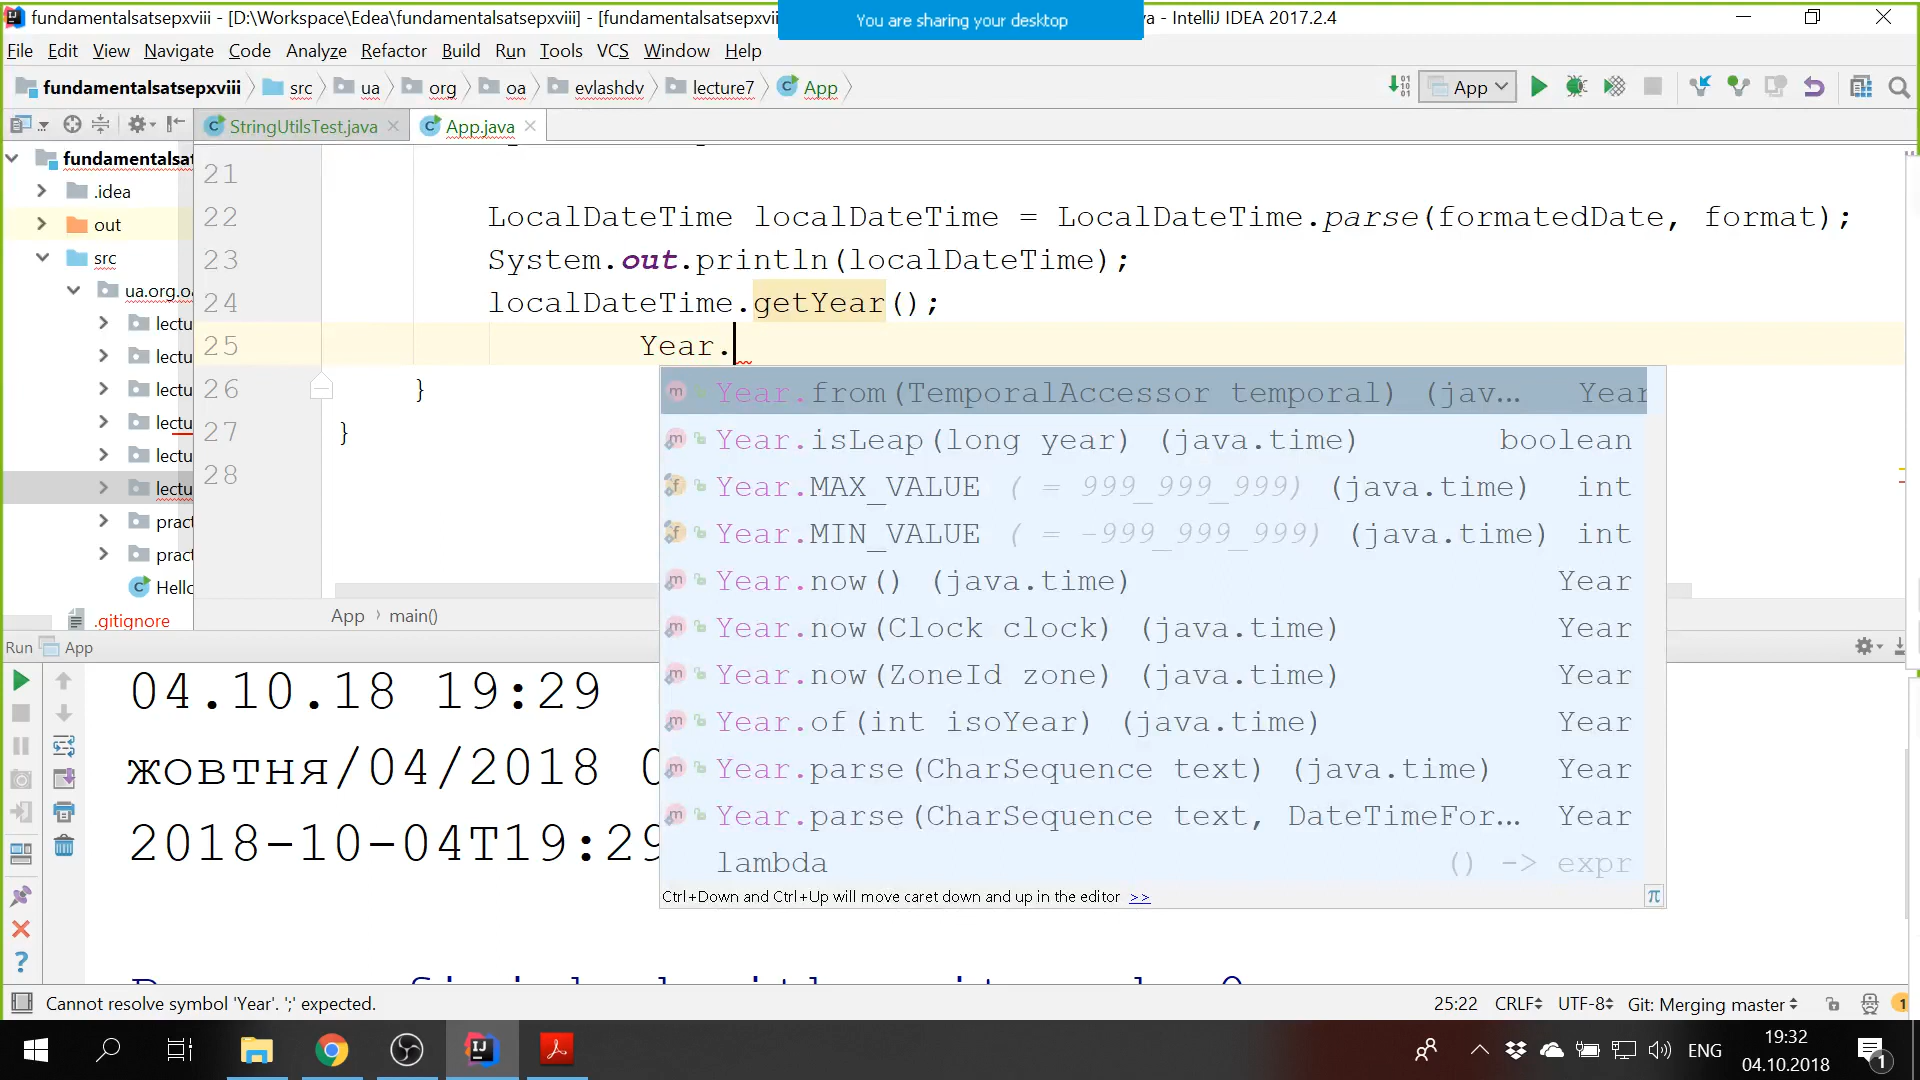 fundamentalsatsepxviii - [D:\Workspace\Edea\fundamentalsatsepxviii] - [fundamentalsatsepxvii
You are sharing your desktop
- IntelliJ IDEA 2017.2.4
File Edit View Navigate Code Analyze Refactor Build Run Tools VCS Window Help
fundamentalsatsepxviii src ua org oa evlashdv lecture7 App
App
StringUtilsTest.java App.java
fundamentalsat
.idea
out
src
ua.org.oa
lectu
lectu
lectu
lectu
lectu
lectu
pract
pract
Hello
.gitignore
21
22 LocalDateTime localDateTime = LocalDateTime.parse(formatedDate, format);
23 System.out.println(localDateTime);
24 localDateTime.getYear();
25 Year.
26 }
27 }
28
Year.from(TemporalAccessor temporal) (jav... Year
Year.isLeap(long year) (java.time) boolean
Year.MAX_VALUE ( = 999_999_999) (java.time) int
Year.MIN_VALUE ( = -999_999_999) (java.time) int
Year.now() (java.time) Year
Year.now(Clock clock) (java.time) Year
Year.now(ZoneId zone) (java.time) Year
Year.of(int isoYear) (java.time) Year
Year.parse(CharSequence text) (java.time) Year
Year.parse(CharSequence text, DateTimeFor... Year
lambda () -> expr
Ctrl+Down and Ctrl+Up will move caret down and up in the editor >>
App main()
Run App
04.10.18 19:29
жовтня/04/2018 0
2018-10-04T19:29
Cannot resolve symbol 'Year'. ';' expected.
25:22 CRLF UTF-8 Git: Merging master 1
ENG
19:32
04.10.2018
1